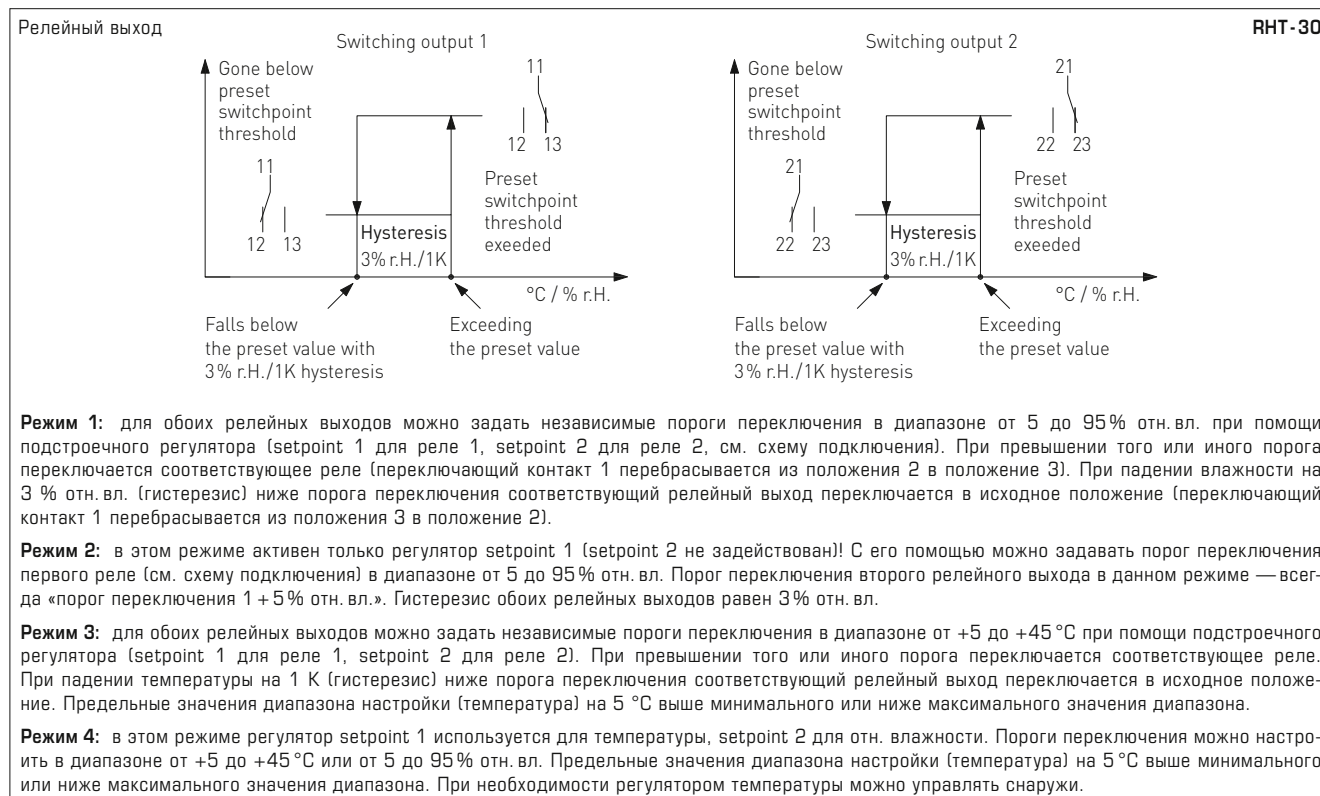 Релейный выход
RHT-30
Switching output 1
Gone below
preset
switchpoint
threshold
11
12 13
11
12 13
Preset
switchpoint
threshold
exeeded
Hysteresis
3% r.H./1K
°C / % r.H.
Falls below
the preset value with
3% r.H./1K hysteresis
Exceeding
the preset value
Switching output 2
Gone below
preset
switchpoint
threshold
21
22 23
21
22 23
Preset
switchpoint
threshold
exeeded
Hysteresis
3% r.H./1K
°C / % r.H.
Falls below
the preset value with
3% r.H./1K hysteresis
Exceeding
the preset value
Режим 1: для обоих релейных выходов можно задать независимые пороги переключения в диапазоне от 5 до 95% отн. вл. при помощи
подстроечного регулятора (setpoint 1 для реле 1, setpoint 2 для реле 2, см. схему подключения). При превышении того или иного порога
переключается соответствующее реле (переключающий контакт 1 перебрасывается из положения 2 в положение 3). При падении влажности на
3 % отн. вл. (гистерезис) ниже порога переключения соответствующий релейный выход переключается в исходное положение (переключающий
контакт 1 перебрасывается из положения 3 в положение 2).
Режим 2: в этом режиме активен только регулятор setpoint 1 (setpoint 2 не задействован)! С его помощью можно задавать порог переключения
первого реле (см. схему подключения) в диапазоне от 5 до 95% отн. вл. Порог переключения второго релейного выхода в данном режиме — всег-
да «порог переключения 1 + 5% отн. вл.». Гистерезис обоих релейных выходов равен 3% отн. вл.
Режим 3: для обоих релейных выходов можно задать независимые пороги переключения в диапазоне от +5 до +45 °C при помощи подстроечного
регулятора (setpoint 1 для реле 1, setpoint 2 для реле 2). При превышении того или иного порога переключается соответствующее реле.
При падении температуры на 1 К (гистерезис) ниже порога переключения соответствующий релейный выход переключается в исходное положе-
ние. Предельные значения диапазона настройки (температура) на 5 °C выше минимального или ниже максимального значения диапазона.
Режим 4: в этом режиме регулятор setpoint 1 используется для температуры, setpoint 2 для отн. влажности. Пороги переключения можно настро-
ить в диапазоне от +5 до +45 °C или от 5 до 95% отн. вл. Предельные значения диапазона настройки (температура) на 5 °C выше минимального
или ниже максимального значения диапазона. При необходимости регулятором температуры можно управлять снаружи.